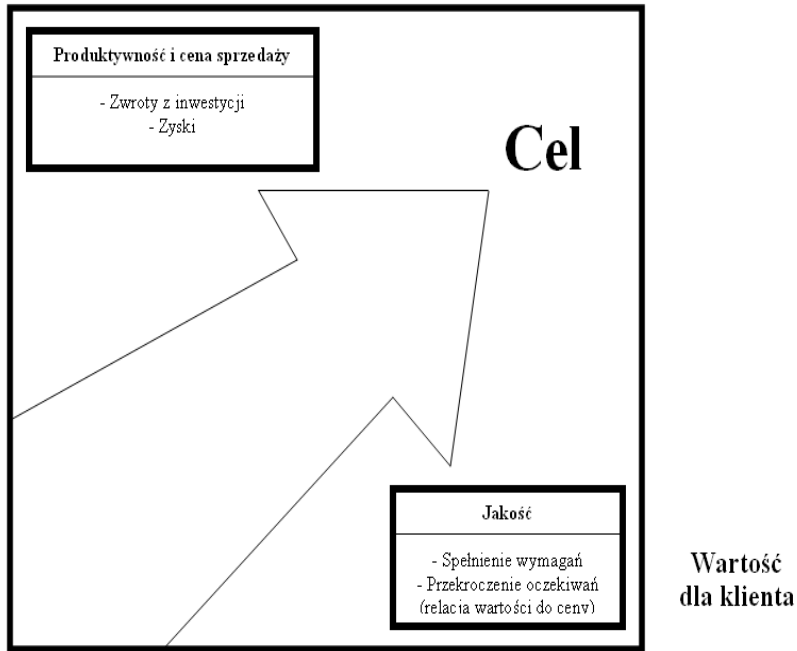 Produktywność i cena sprzedaży
- Zwroty z inwestycji
- Zyski
Cel
Jakość
- Spełnienie wymagań
- Przekroczenie oczekiwań
(relacja wartości do ceny)
Wartość
dla klienta